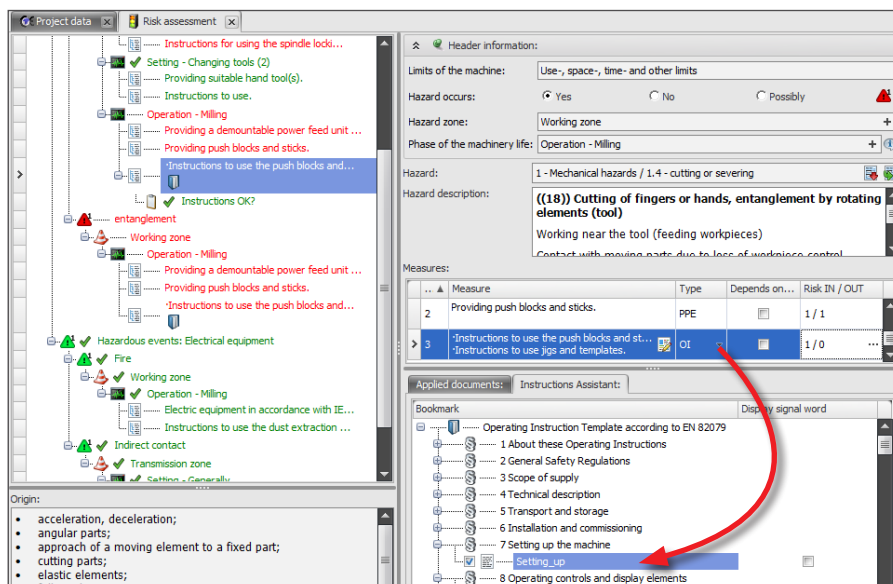 Project data
Risk assessment
Instructions for using the spindle locki...
Setting - Changing tools (2)
Providing suitable hand tool(s).
Instructions to use.
Operation - Milling
Providing a demountable power feed unit ...
Providing push blocks and sticks.
·Instructions to use the push blocks and...
Instructions OK?
entanglement
Working zone
Operation - Milling
Providing a demountable power feed unit ...
Providing push blocks and sticks.
·Instructions to use the push blocks and...
Hazardous events: Electrical equipment
Fire
Working zone
Operation - Milling
Electric equipment in accordance with IE...
Instructions to use the dust extraction ...
Indirect contact
Transmission zone
Setting - Generally
Origin:
• acceleration, deceleration;
• angular parts;
• approach of a moving element to a fixed part;
• cutting parts;
• elastic elements;
Header information:
Limits of the machine: Use-, space-, time- and other limits
Hazard occurs: Yes No Possibly
Hazard zone: Working zone
Phase of the machinery life: Operation - Milling
Hazard: 1 - Mechanical hazards / 1.4 - cutting or severing
Hazard description: ((18)) Cutting of fingers or hands, entanglement by rotating
elements (tool)
Working near the tool (feeding workpieces)
Contact with moving parts due to loss of workpiece control
Measures:
... Measure Type Depends on... Risk IN / OUT
2 Providing push blocks and sticks. PPE 1 / 1
3 ·Instructions to use the push blocks and st... OI 1 / 0 ...
·Instructions to use jigs and templates.
Applied documents: Instructions Assistant:
Bookmark Display signal word
Operating Instruction Template according to EN 82079
1 About these Operating Instructions
2 General Safety Regulations
3 Scope of supply
4 Technical description
5 Transport and storage
6 Installation and commissioning
7 Setting up the machine
Setting_up
8 Operating controls and display elements